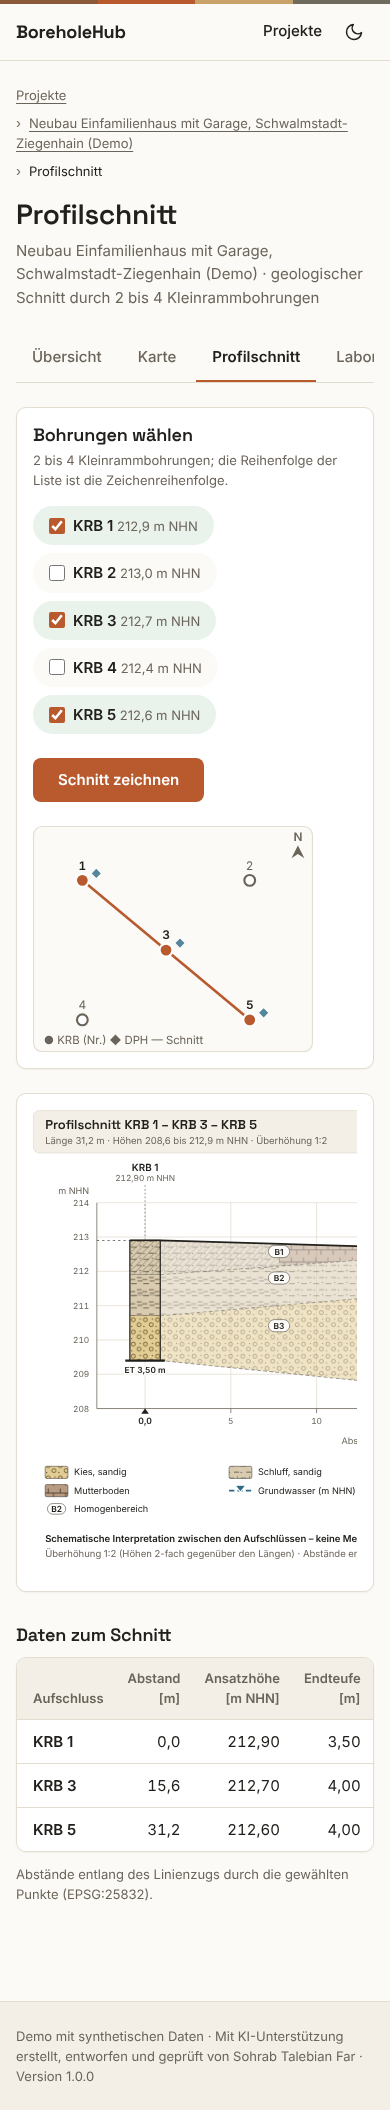 BoreholeHub Projekte
Projekte
› Neubau Einfamilienhaus mit Garage, Schwalmstadt-
Ziegenhain (Demo)
› Profilschnitt
Profilschnitt
Neubau Einfamilienhaus mit Garage,
Schwalmstadt-Ziegenhain (Demo) · geologischer
Schnitt durch 2 bis 4 Kleinrammbohrungen
Übersicht Karte Profilschnitt Labor
Bohrungen wählen
2 bis 4 Kleinrammbohrungen; die Reihenfolge der
Liste ist die Zeichenreihenfolge.
KRB 1 212,9 m NHN
KRB 2 213,0 m NHN
KRB 3 212,7 m NHN
KRB 4 212,4 m NHN
KRB 5 212,6 m NHN
Schnitt zeichnen
N
1 2
3
4 5
KRB (Nr.) ◆ DPH — Schnitt
Profilschnitt KRB 1 – KRB 3 – KRB 5
Länge 31,2 m · Höhen 208,6 bis 212,9 m NHN · Überhöhung 1:2
KRB 1
212,90 m NHN
m NHN
214
213
B1
212
B2
211
B3
210
209
ET 3,50 m
208
0,0 5 10
Abs
Kies, sandig Schluff, sandig
Mutterboden Grundwasser (m NHN)
B2 Homogenbereich
Schematische Interpretation zwischen den Aufschlüssen – keine Me
Überhöhung 1:2 (Höhen 2-fach gegenüber den Längen) · Abstände er
Daten zum Schnitt
Aufschluss Abstand [m] Ansatzhöhe [m NHN] Endteufe [m]
KRB 1 0,0 212,90 3,50
KRB 3 15,6 212,70 4,00
KRB 5 31,2 212,60 4,00
Abstände entlang des Linienzugs durch die gewählten
Punkte (EPSG:25832).
Demo mit synthetischen Daten · Mit KI-Unterstützung
erstellt, entworfen und geprüft von Sohrab Talebian Far ·
Version 1.0.0